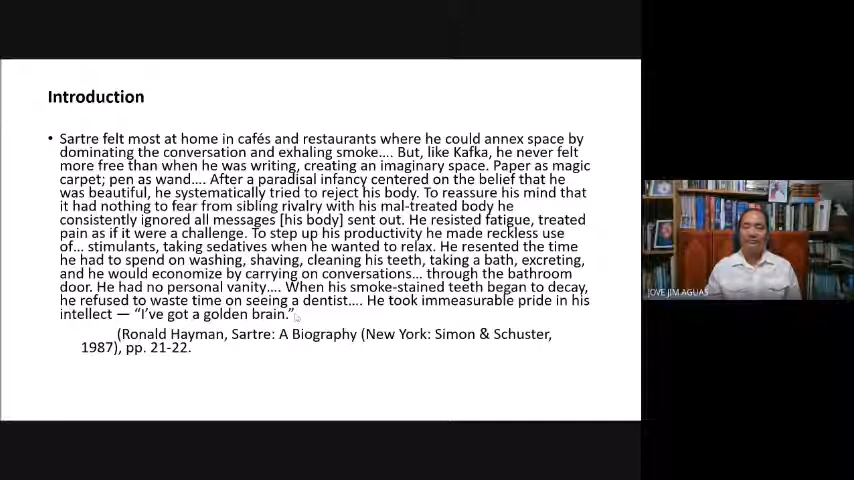 Introduction
• Sartre felt most at home in cafés and restaurants where he could annex space by
dominating the conversation and exhaling smoke…. But, like Kafka, he never felt
more free than when he was writing, creating an imaginary space. Paper as magic
carpet; pen as wand…. After a paradisal infancy centered on the belief that he
was beautiful, he systematically tried to reject his body. To reassure his mind that
it had nothing to fear from sibling rivalry with his mal-treated body he
consistently ignored all messages [his body] sent out. He resisted fatigue, treated
pain as if it were a challenge. To step up his productivity he made reckless use
of… stimulants, taking sedatives when he wanted to relax. He resented the time
he had to spend on washing, shaving, cleaning his teeth, taking a bath, excreting,
and he would economize by carrying on conversations… through the bathroom
door. He had no personal vanity…. When his smoke-stained teeth began to decay,
he refused to waste time on seeing a dentist…. He took immeasurable pride in his
intellect — “I’ve got a golden brain.”
(Ronald Hayman, Sartre: A Biography (New York: Simon & Schuster,
1987), pp. 21-22.
JOVE JIM AGUAS